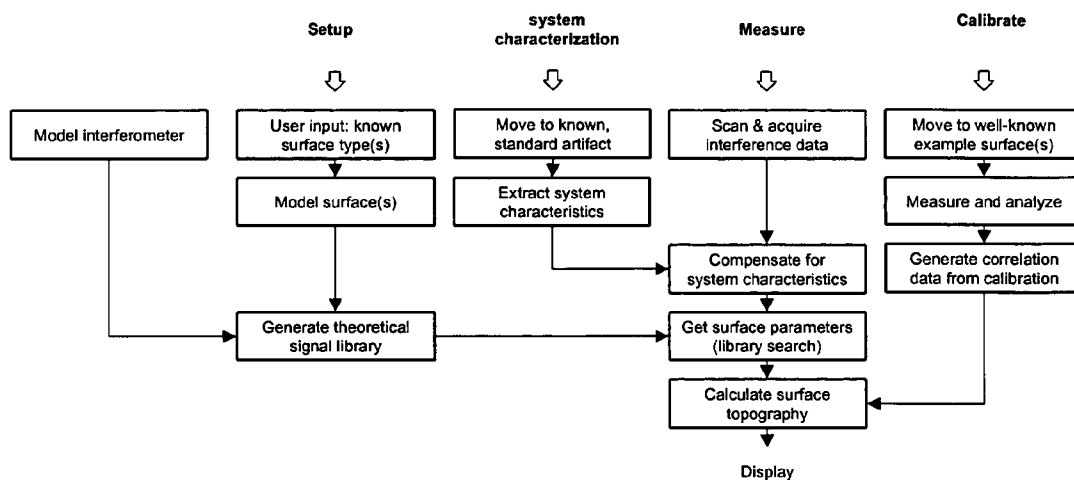 Setup
system
characterization
Measure
Calibrate
Model interferometer
User input: known
surface type(s)
Move to known,
standard artifact
Scan & acquire
interference data
Move to well-known
example surface(s)
Model surface(s)
Extract system
characteristics
Measure and analyze
Compensate for
system characteristics
Generate correlation
data from calibration
Generate theoretical
signal library
Get surface parameters
(library search)
Calculate surface
topography
Display